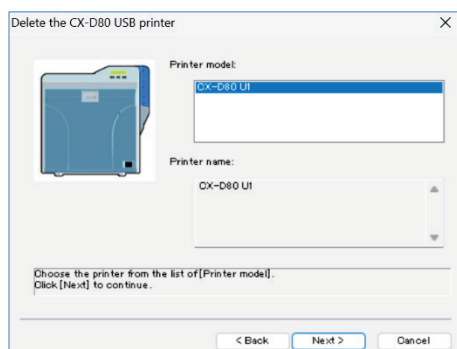 Delete the CX-D80 USB printer
Printer model:
CX-D80 U1
Printer name:
CX-D80 U1
Choose the printer from the list of[Printer model].
Click [Next] to continue.
< Back
Next >
Cancel